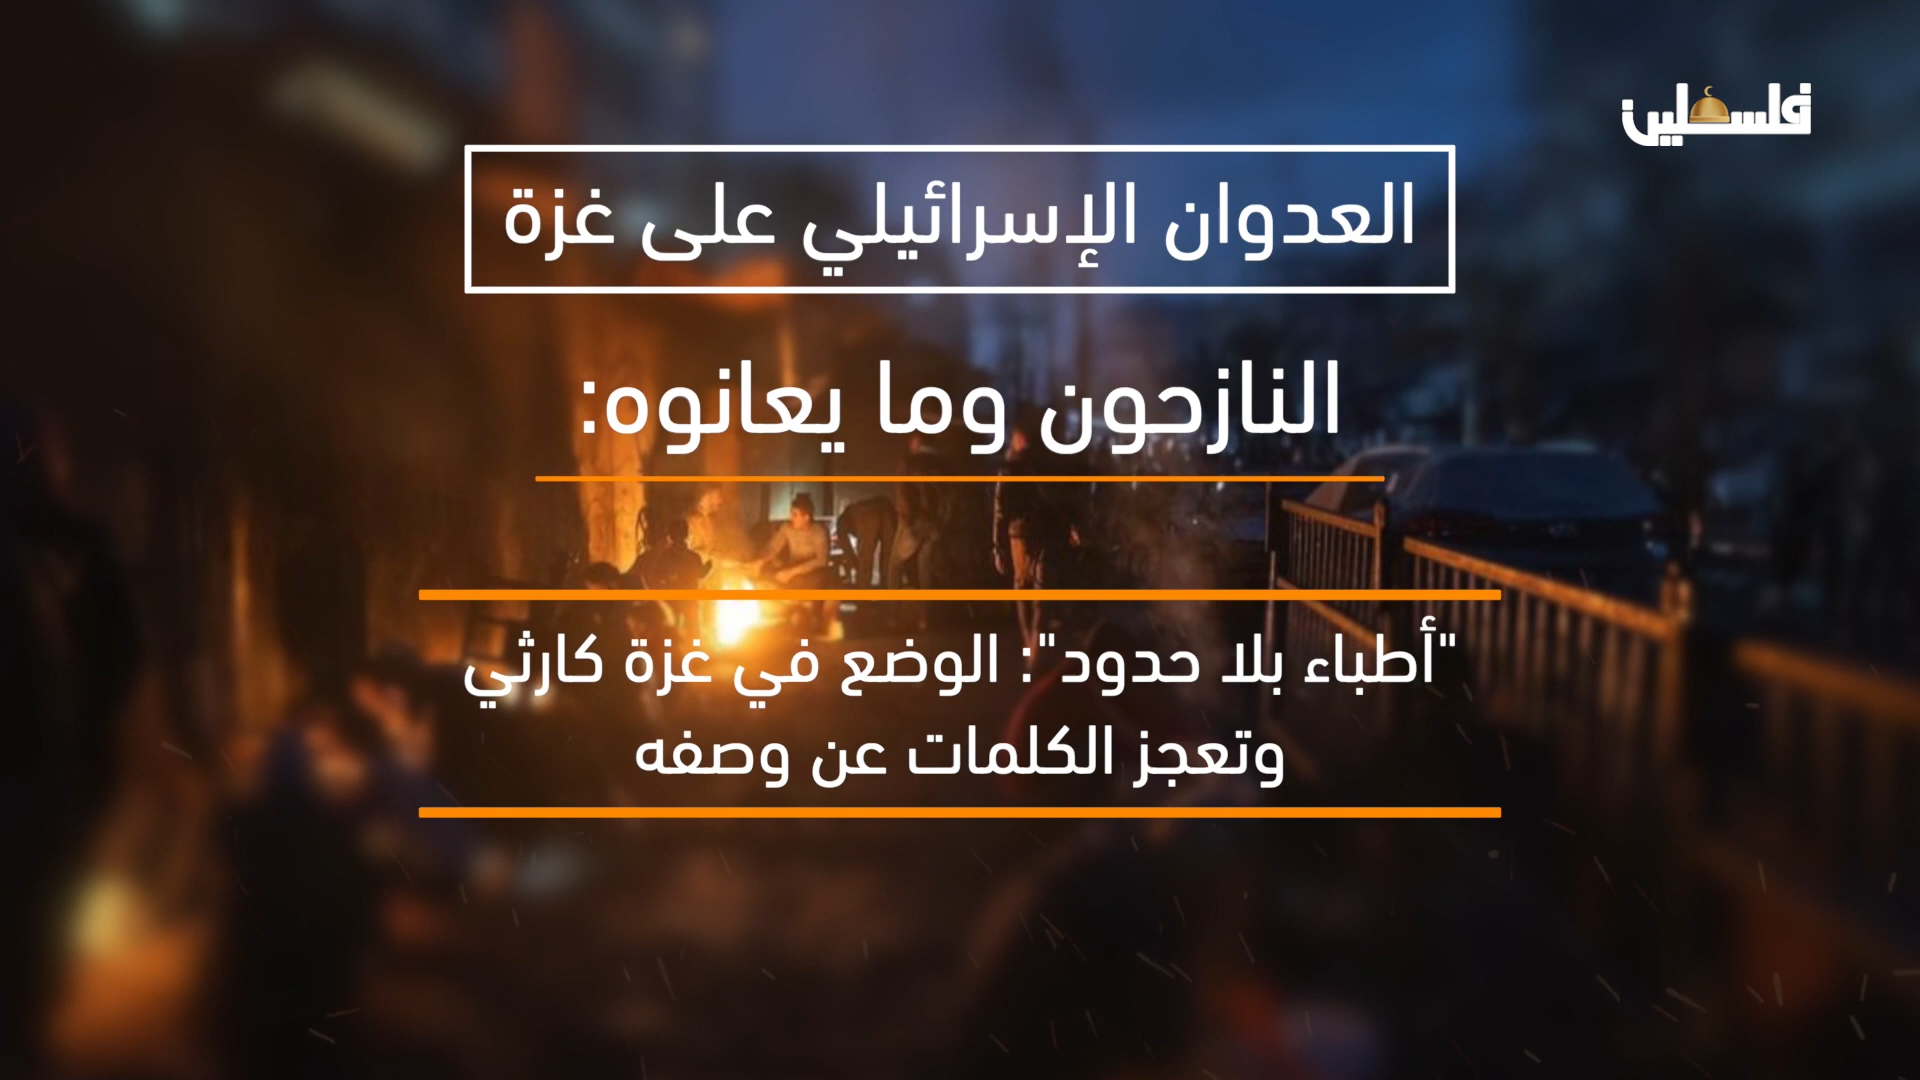 فلسطين
العدوان الإسرائيلي على غزة
النازحون وما يعانوه:
"أطباء بلا حدود": الوضع في غزة كارثي
وتعجز الكلمات عن وصفه